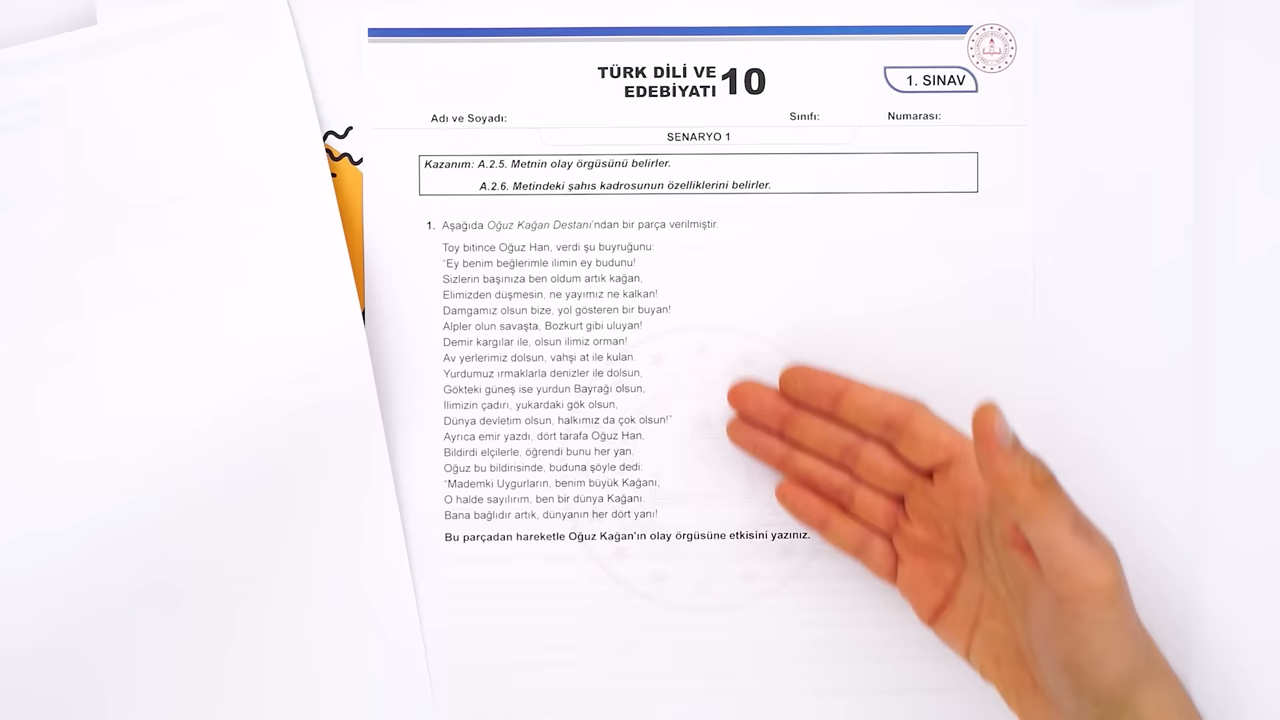 TÜRK DİLİ VE
EDEBİYATI 10
1. SINAV
Adı ve Soyadı: Sınıfı: Numarası:
SENARYO 1
Kazanım: A.2.5. Metnin olay örgüsünü belirler.
A.2.6. Metindeki şahıs kadrosunun özelliklerini belirler.
1. Aşağıda Oğuz Kağan Destanı'ndan bir parça verilmiştir.
Toy bitince Oğuz Han, verdi şu buyruğunu:
“Ey benim beğlerimle ilimin ey budunu!
Sizlerin başınıza ben oldum artık kağan,
Elimizden düşmesin, ne yayımız ne kalkan!
Damgamız olsun bize, yol gösteren bir buyan!
Alpler olun savaşta, Bozkurt gibi uluyan!
Demir kargılar ile, olsun ilimiz orman!
Av yerlerimiz dolsun, vahşi at ile kulan.
Yurdumuz ırmaklarla denizler ile dolsun,
Gökteki güneş ise yurdun Bayrağı olsun,
İlimizin çadırı, yukardaki gök olsun,
Dünya devletim olsun, halkımız da çok olsun!”
Ayrıca emir yazdı, dört tarafa Oğuz Han,
Bildirdi elçilerle, öğrendi bunu her yan.
Oğuz bu bildirisinde, buduna şöyle dedi:
“Mademki Uygurların, benim büyük Kağanı,
O halde sayılırım, ben bir dünya Kağanı.
Bana bağlıdır artık, dünyanın her dört yanı!
Bu parçadan hareketle Oğuz Kağan'ın olay örgüsüne etkisini yazınız.